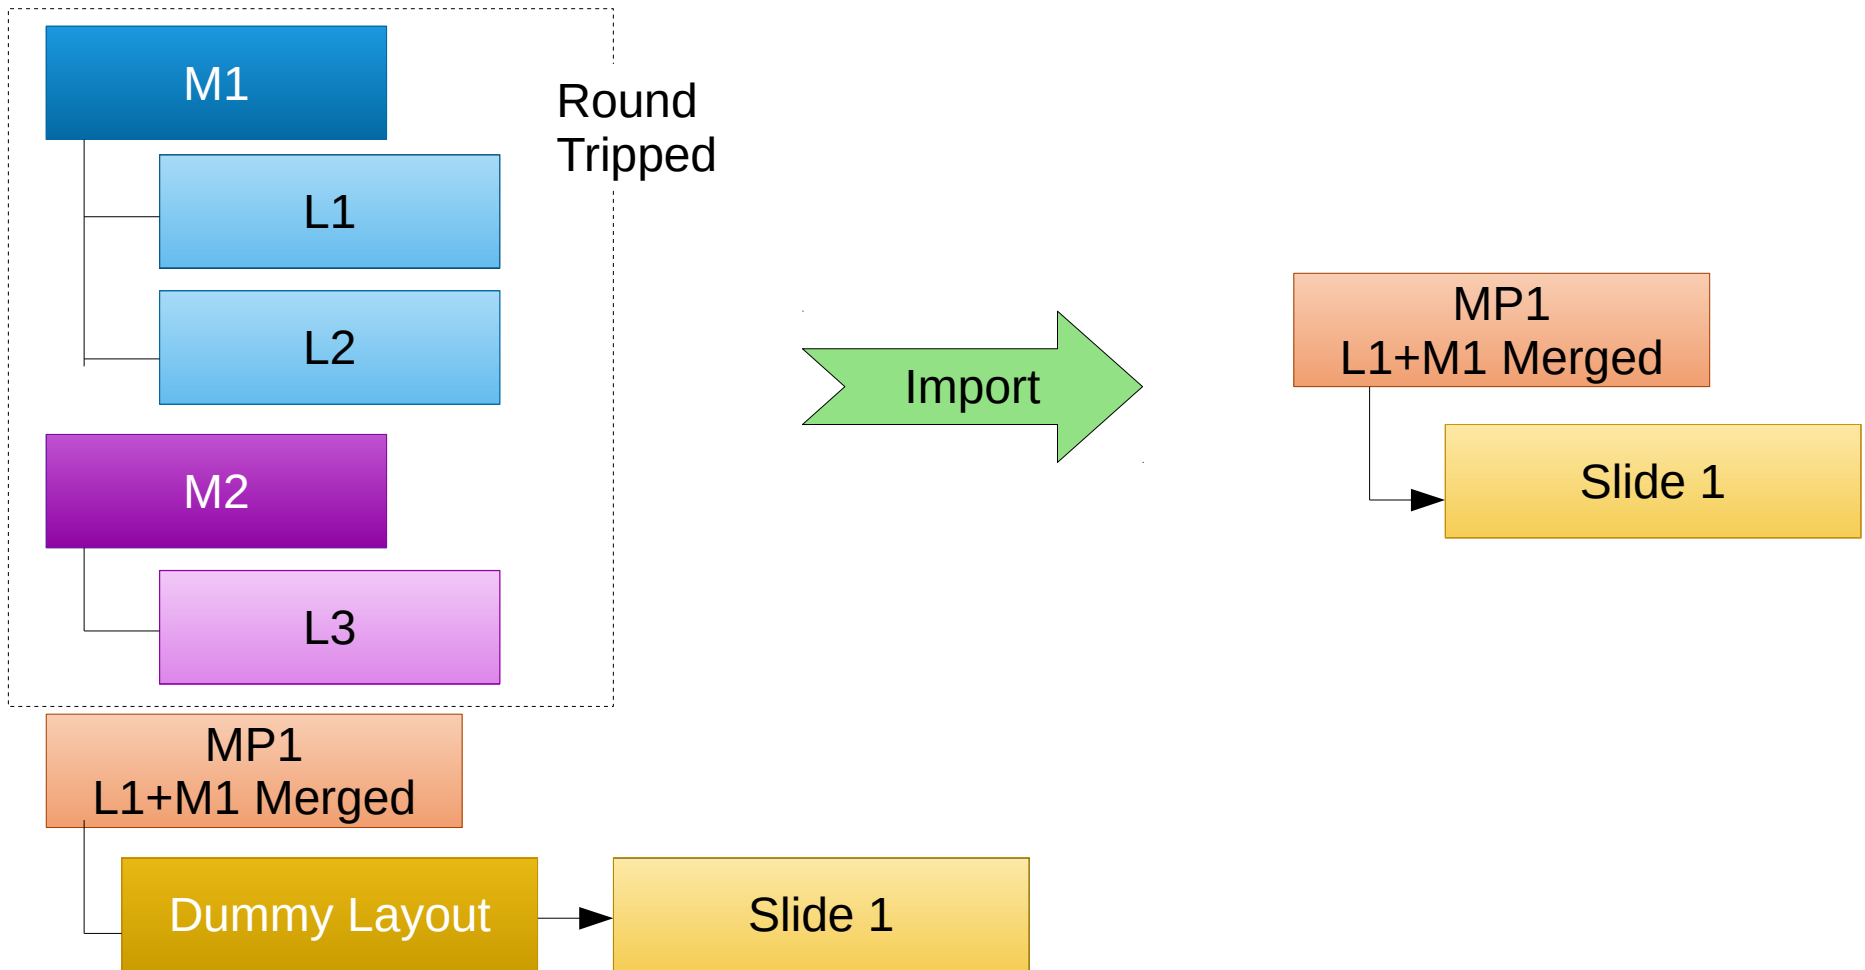 M1
Round
Tripped
L1
L2
M2
L3
MP1
L1+M1 Merged
Dummy Layout
Slide 1
Import
MP1
L1+M1 Merged
Slide 1